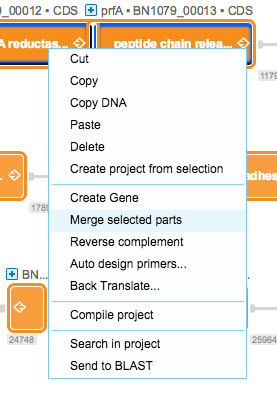 _00012 • CDS prfA • BN1079_00013 • CDS
A reductas... peptide chain relea...
1179
Cut
Copy
Copy DNA
Paste
Delete
Create project from selection
adhes
1789
Create Gene
Merge selected parts
Reverse complement
Auto design primers...
BN...
Back Translate...
Compile project
24748 25964
Search in project
Send to BLAST